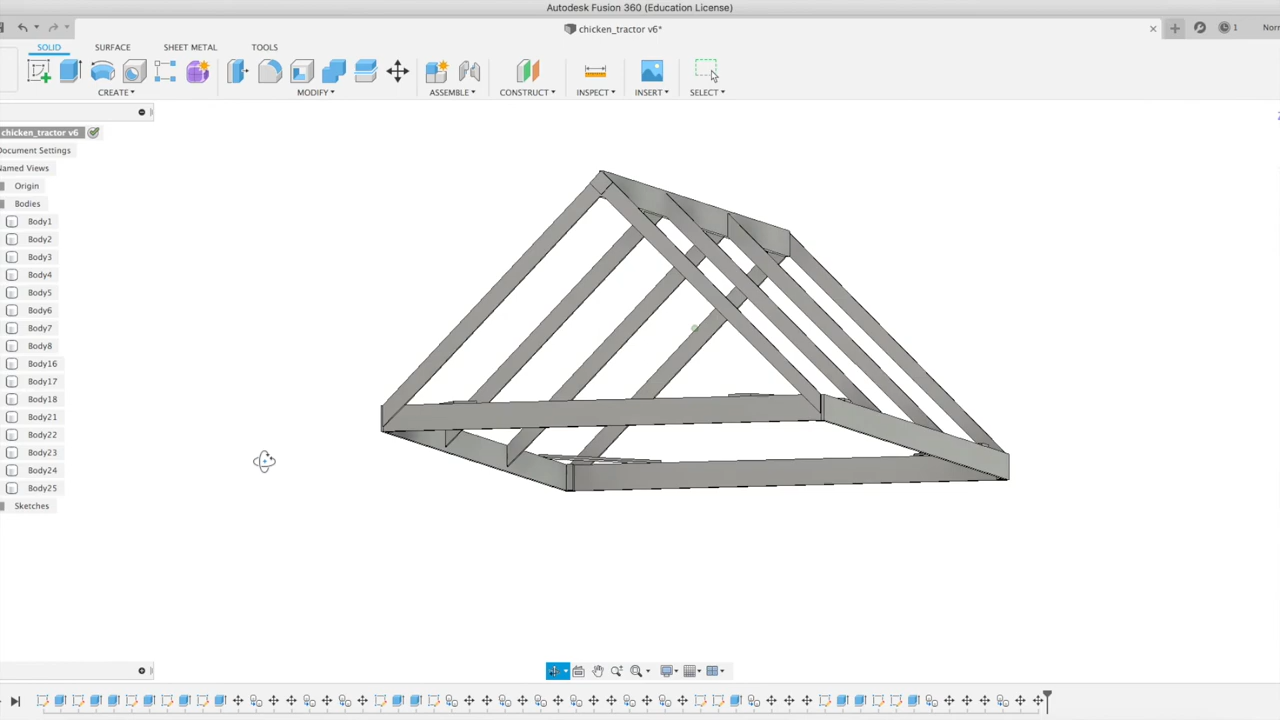 Autodesk Fusion 360 (Education License)
chicken_tractor v6*
1
SOLID SURFACE SHEET METAL TOOLS
CREATE MODIFY ASSEMBLE CONSTRUCT INSPECT INSERT SELECT
chicken_tractor v6
Document Settings
Named Views
Origin
Bodies
Body1
Body2
Body3
Body4
Body5
Body6
Body7
Body8
Body16
Body17
Body18
Body21
Body22
Body23
Body24
Body25
Sketches